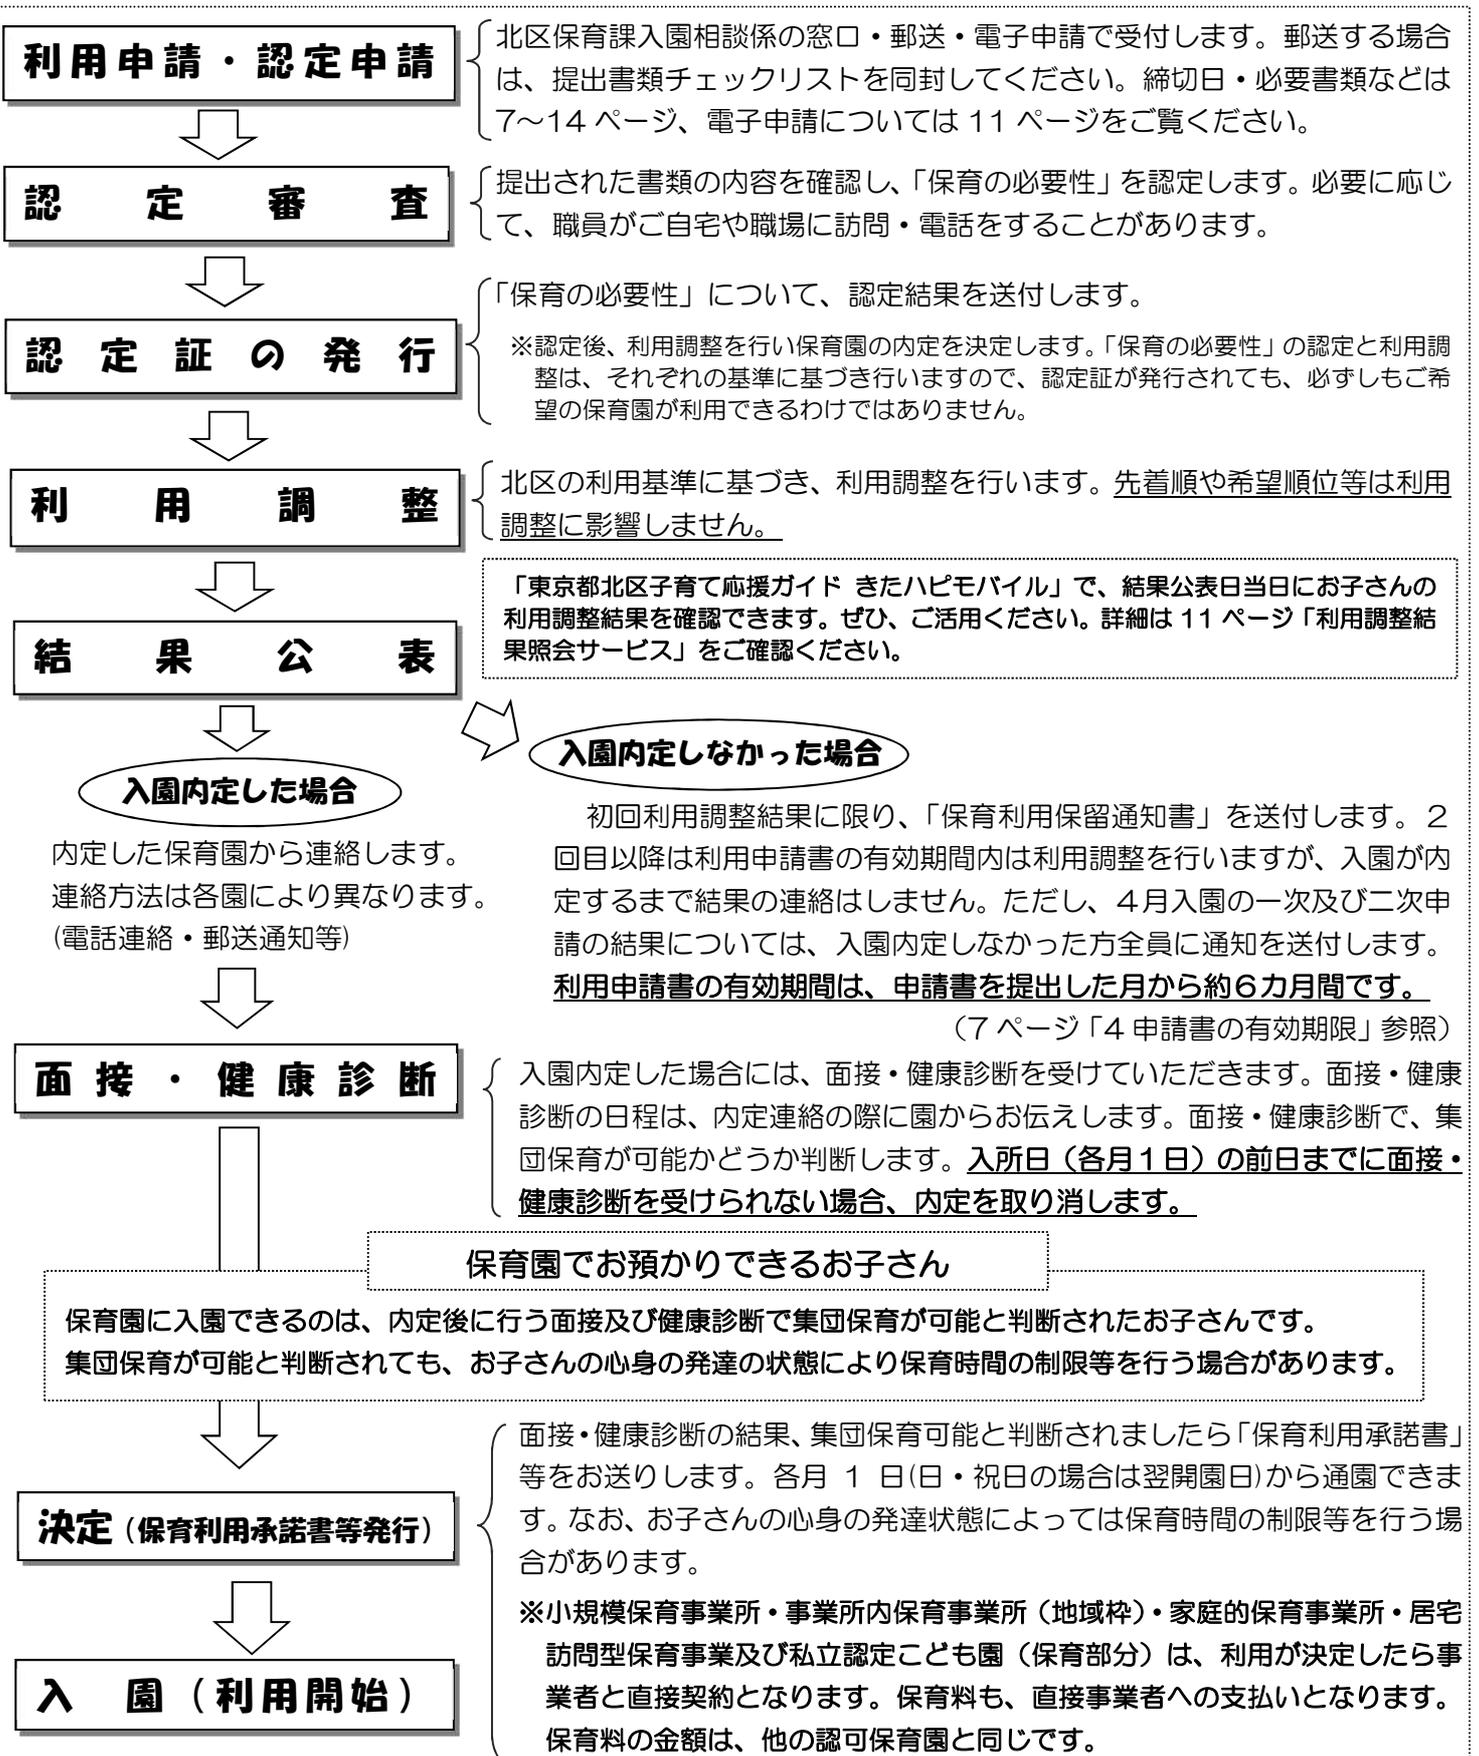 利用申請・認定申請
北区保育課入園相談係の窓口・郵送・電子申請で受付します。郵送する場合
は、提出書類チェックリストを同封してください。締切日・必要書類などは
7～14 ページ、電子申請については 11 ページをご覧ください。
認定審査
提出された書類の内容を確認し、「保育の必要性」を認定します。必要に応じ
て、職員がご自宅や職場に訪問・電話をすることがあります。
認定証の発行
「保育の必要性」について、認定結果を送付します。
※認定後、利用調整を行い保育園の内定を決定します。「保育の必要性」の認定と利用調
整は、それぞれの基準に基づき行いますので、認定証が発行されても、必ずしもご希
望の保育園が利用できるわけではありません。
利用調整
北区の利用基準に基づき、利用調整を行います。先着順や希望順位等は利用
調整に影響しません。
「東京都北区子育て応援ガイド きたハピモバイル」で、結果公表日当日にお子さんの
利用調整結果を確認できます。ぜひ、ご活用ください。詳細は 11 ページ「利用調整結
果照会サービス」をご確認ください。
結果公表
入園内定した場合
内定した保育園から連絡します。
連絡方法は各園により異なります。
(電話連絡・郵送通知等)
入園内定しなかった場合
初回利用調整結果に限り、「保育利用保留通知書」を送付します。２
回目以降は利用申請書の有効期間内は利用調整を行いますが、入園が内
定するまで結果の連絡はしません。ただし、４月入園の一次及び二次申
請の結果については、入園内定しなかった方全員に通知を送付します。
利用申請書の有効期間は、申請書を提出した月から約６カ月間です。
（7 ページ「4 申請書の有効期限」参照）
面接・健康診断
入園内定した場合には、面接・健康診断を受けていただきます。面接・健康
診断の日程は、内定連絡の際に園からお伝えします。面接・健康診断で、集
団保育が可能かどうか判断します。入所日（各月１日）の前日までに面接・
健康診断を受けられない場合、内定を取り消します。
保育園でお預かりできるお子さん
保育園に入園できるのは、内定後に行う面接及び健康診断で集団保育が可能と判断されたお子さんです。
集団保育が可能と判断されても、お子さんの心身の発達の状態により保育時間の制限等を行う場合があります。
決定（保育利用承諾書等発行）
面接・健康診断の結果、集団保育可能と判断されましたら「保育利用承諾書」
等をお送りします。各月 1 日(日・祝日の場合は翌開園日)から通園できま
す。なお、お子さんの心身の発達状態によっては保育時間の制限等を行う場
合があります。
※小規模保育事業所・事業所内保育事業所（地域枠）・家庭的保育事業所・居宅
訪問型保育事業及び私立認定こども園（保育部分）は、利用が決定したら事
業者と直接契約となります。保育料も、直接事業者への支払いとなります。
保育料の金額は、他の認可保育園と同じです。
入 園（利用開始）